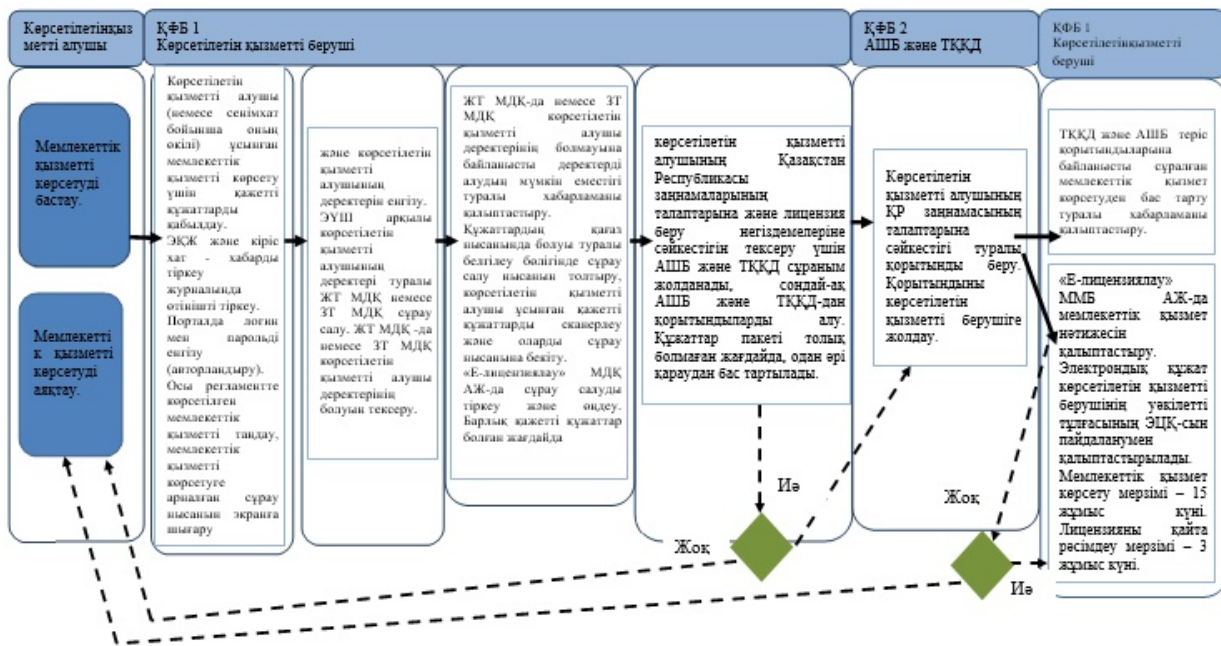 Көрсетілетінқыз
метті алушы
ҚФБ 1
Көрсетілетін қызметті беруші
ҚФБ 2
АШБ және ТҚҚД
ҚФБ 1
Көрсетілетінқызметті
беруші
Мемлекеттік
қызметті
көрсетуді
бастау.
Мемлекетті
к қызметті
көрсетуді
аяқтау.
Көрсетілетін
қызметті алушы
(немесе сенімхат
бойынша оның
өкілі) ұсынған
мемлекеттік
қызметті көрсету
үшін қажетті
құжаттарды
қабылдау.
ЭҚЖ және кіріс
хат - хабарды
тіркеу
журналында
өтінішті тіркеу.
Порталда логин
мен парольді
енгізу
(авторландыру).
Осы регламентте
көрсетілген
мемлекеттік
қызметті таңдау,
мемлекеттік
қызметті
көрсетуге
арналған сұрау
нысанын экранға
шығару
және көрсетілетін
қызметті
алушының
деректерін енгізу.
ЭҮШ арқылы
көрсетілетін
қызметті
алушының
деректері туралы
ЖТ МДҚ немесе
ЗТ МДҚ сұрау
салу. ЖТ МДҚ -да
немесе ЗТ МДҚ
көрсетілетін
қызметті алушы
деректерінің
болуын тексеру.
ЖТ МДҚ-да немесе ЗТ
МДҚ көрсетілетін
қызметті алушы
деректерінің болмауына
байланысты деректерді
алудың мүмкін еместігі
туралы хабарламаны
қалыптастыру.
Құжаттардың қағаз
нысанында болуы туралы
белгілеу бөлігінде сұрау
салу нысанын толтыру,
көрсетілетін қызметті
алушы ұсынған қажетті
құжаттарды сканерлеу
және оларды сұрау
нысанына бекіту.
«Е-лицензиялау» МДҚ
АЖ-да сұрау салуды
тіркеу және өңдеу.
Барлық қажетті құжаттар
болған жағдайда
көрсетілетін қызметті
алушының Қазақстан
Республикасы
заңнамаларының
талаптарына және лицензия
беру негіздемелеріне
сәйкестігін тексеру үшін
АШБ және ТҚҚД сұраным
жолданады, сондай-ақ
АШБ және ТҚҚД-дан
қорытындыларды алу.
Құжаттар пакеті толық
болмаған жағдайда, одан әрі
қараудан бас тартылады.
Көрсетілетін
қызметті алушының
ҚР заңнамасының
талаптарына
сәйкестігі туралы
қорытынды беру.
Қорытындыны
көрсетілетін
қызметті берушіге
жолдау.
ТҚҚД және АШБ теріс
қорытындыларына
байланысты сұралған
мемлекеттік қызмет
көрсетуден бас тарту
туралы хабарламаны
қалыптастыру.
«Е-лицензиялау»
ММБ АЖ-да
мемлекеттік қызмет
нәтижесін
қалыптастыру.
Электрондық құжат
көрсетілетін қызметті
берушінің уәкілетті
тұлғасының ЭЦҚ-сын
пайдаланумен
қалыптастырылады.
Мемлекеттік қызмет
көрсету мерзімі – 15
жұмыс күні.
Лицензияны қайта
рәсімдеу мерзімі – 3
жұмыс күні.
Иә
Жоқ
Жоқ
Иә